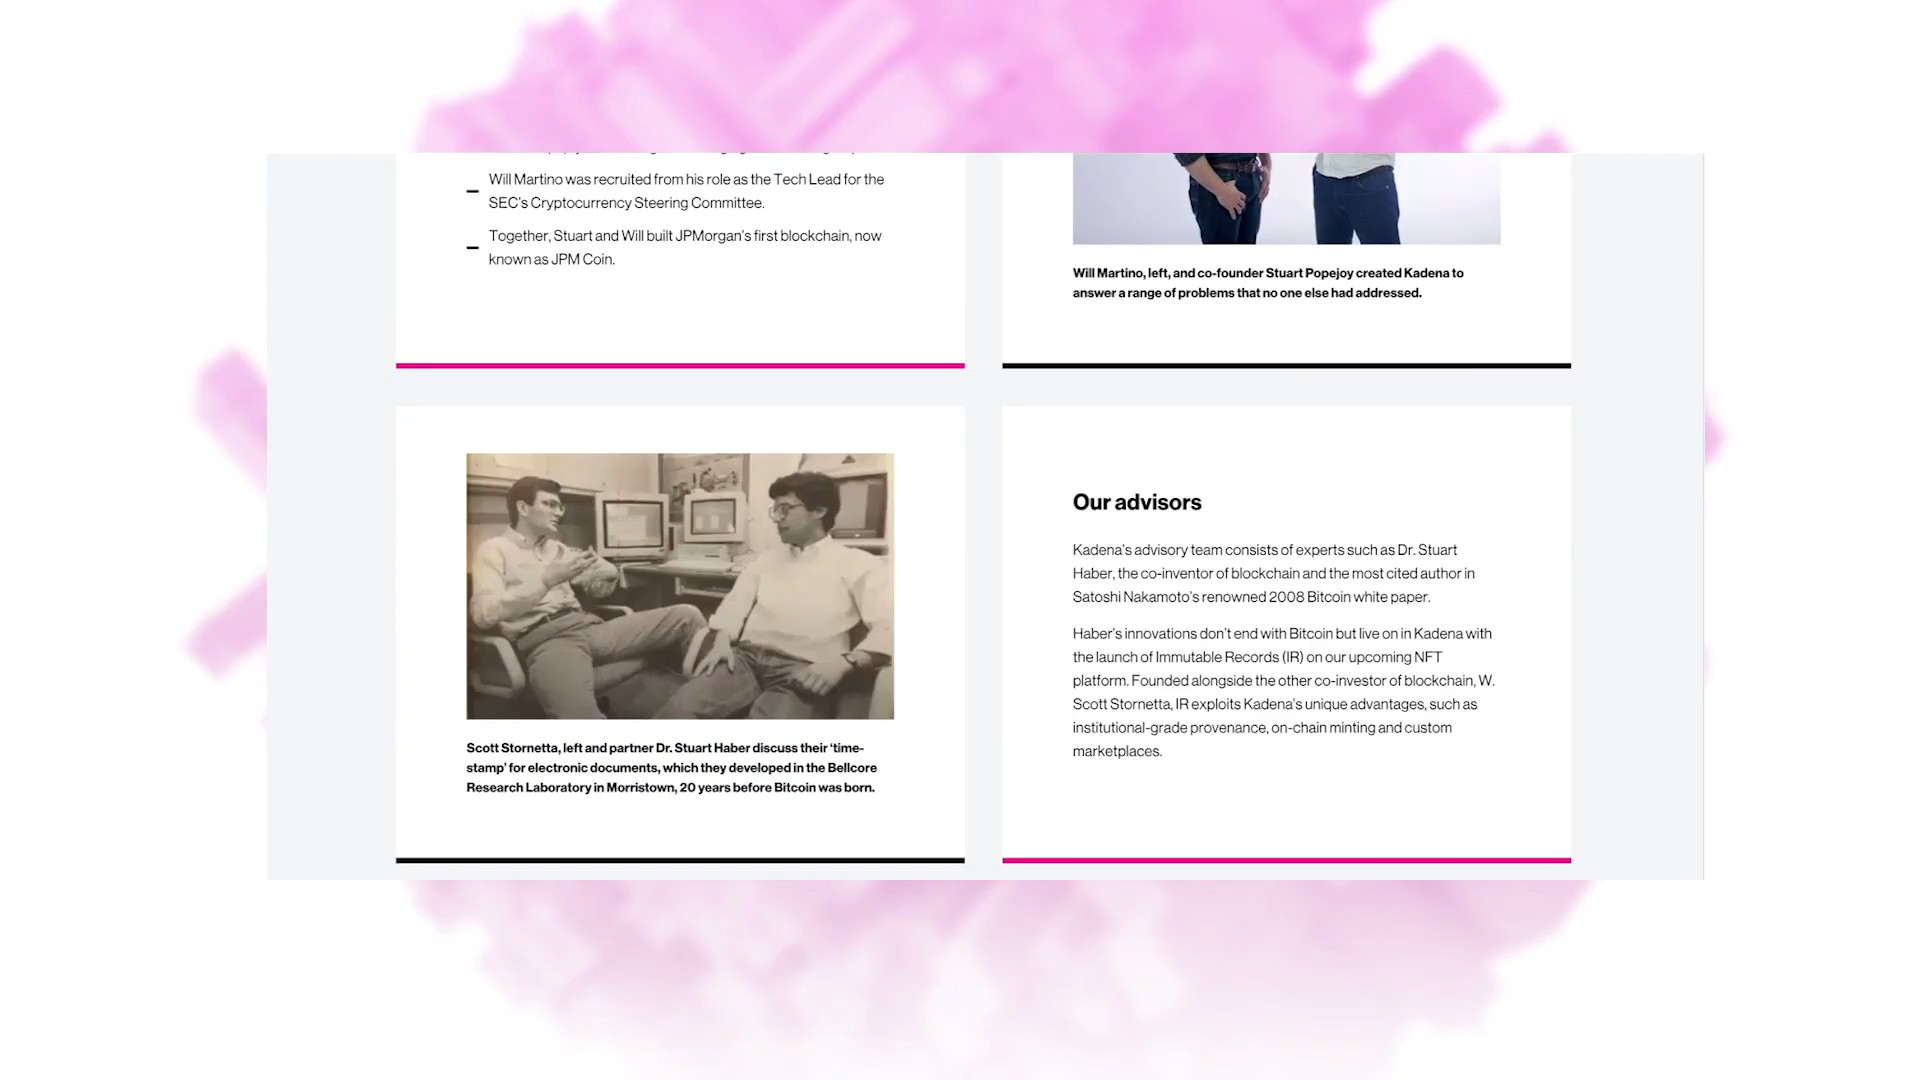 Will Martino was recruited from his role as the Tech Lead for the
SEC's Cryptocurrency Steering Committee.
Together, Stuart and Will built JPMorgan's first blockchain, now
known as JPM Coin.
Will Martino, left, and co-founder Stuart Popejoy created Kadena to
answer a range of problems that no one else had addressed.
Scott Stornetta, left and partner Dr. Stuart Haber discuss their ‘time-
stamp’ for electronic documents, which they developed in the Bellcore
Research Laboratory in Morristown, 20 years before Bitcoin was born.
Our advisors
Kadena's advisory team consists of experts such as Dr. Stuart
Haber, the co-inventor of blockchain and the most cited author in
Satoshi Nakamoto's renowned 2008 Bitcoin white paper.
Haber's innovations don't end with Bitcoin but live on in Kadena with
the launch of Immutable Records (IR) on our upcoming NFT
platform. Founded alongside the other co-investor of blockchain, W.
Scott Stornetta, IR exploits Kadena's unique advantages, such as
institutional-grade provenance, on-chain minting and custom
marketplaces.